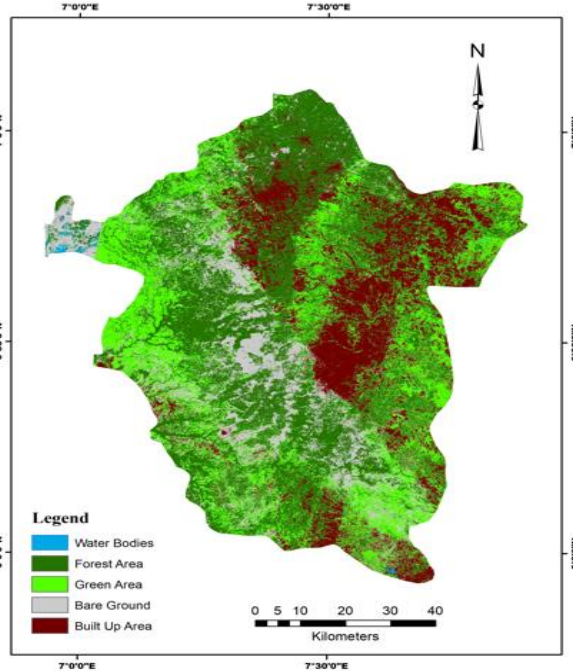 7°0'0"E 7°30'0"E
N
Legend
Water Bodies
Forest Area
Green Area
Bare Ground
Built Up Area
0 5 10 20 30 40
Kilometers
7°0'0"E 7°30'0"E